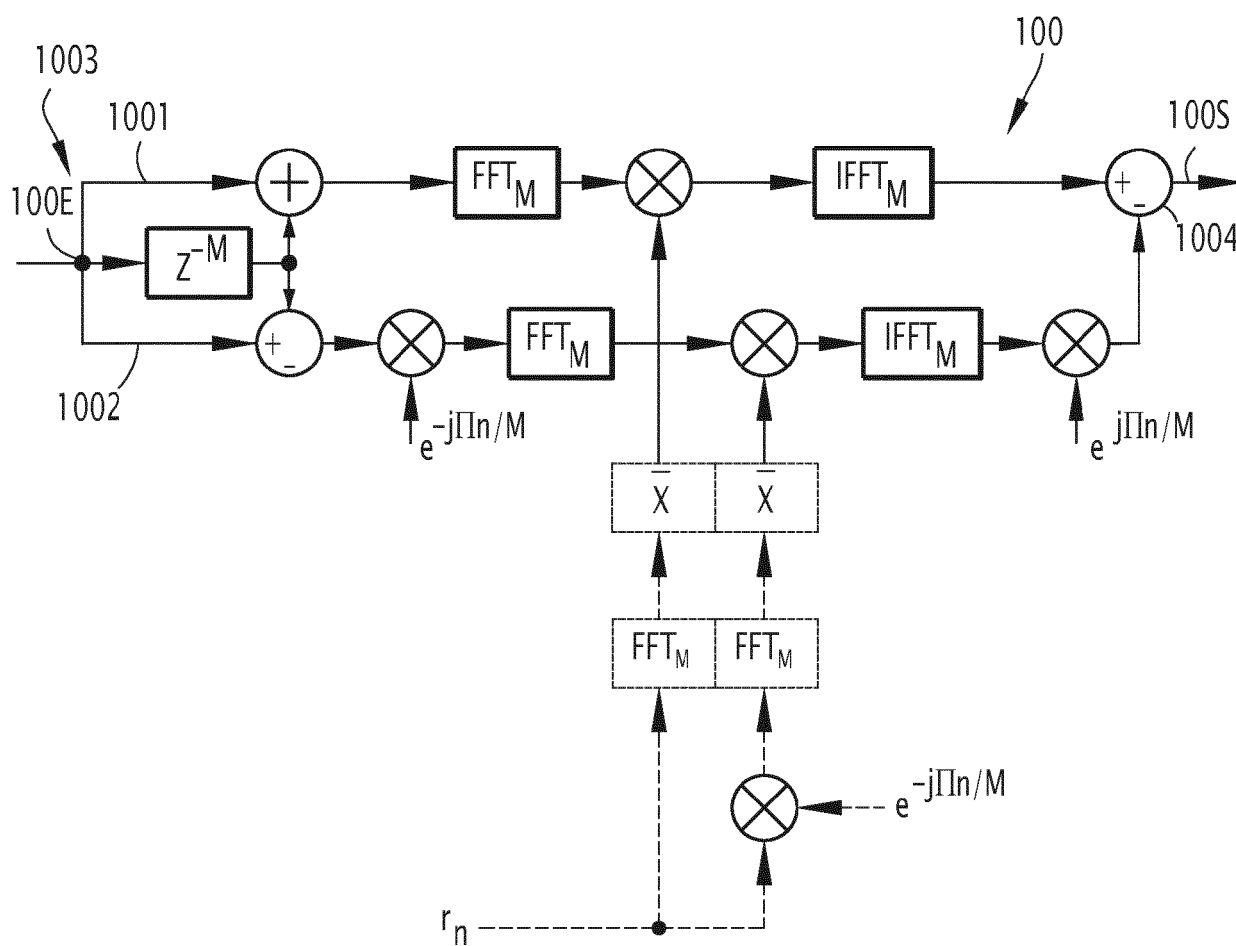 1003
100
1001
100S
100E
+
FFT_M
IFFT_M
+
-
1004
Z^-M
+
-
FFT_M
IFFT_M
1002
e^-jΠn/M
e^jΠn/M
X̅
X̅
FFT_M
FFT_M
e^-jΠn/M
r_n